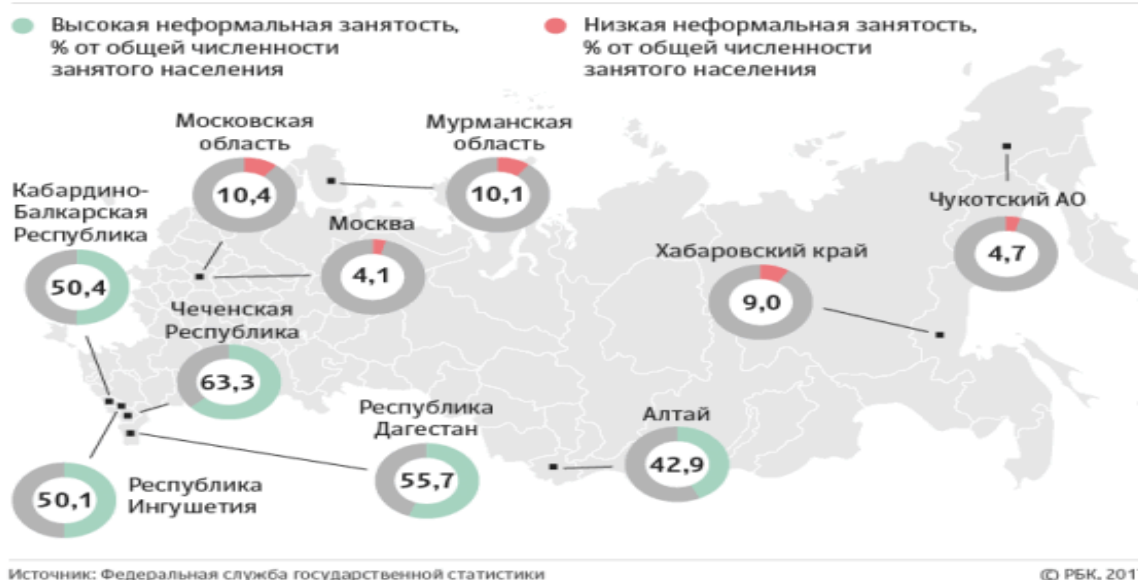 Высокая неформальная занятость,
% от общей численности
занятого населения
Низкая неформальная занятость,
% от общей численности
занятого населения
Московская
область
10,4
Мурманская
область
10,1
Кабардино-
Балкарская
Республика
50,4
Москва
4,1
Чукотский АО
4,7
Хабаровский край
9,0
Чеченская
Республика
63,3
Республика
Дагестан
55,7
Алтай
42,9
50,1
Республика
Ингушетия
Источник: Федеральная служба государственной статистики
© РБК, 201